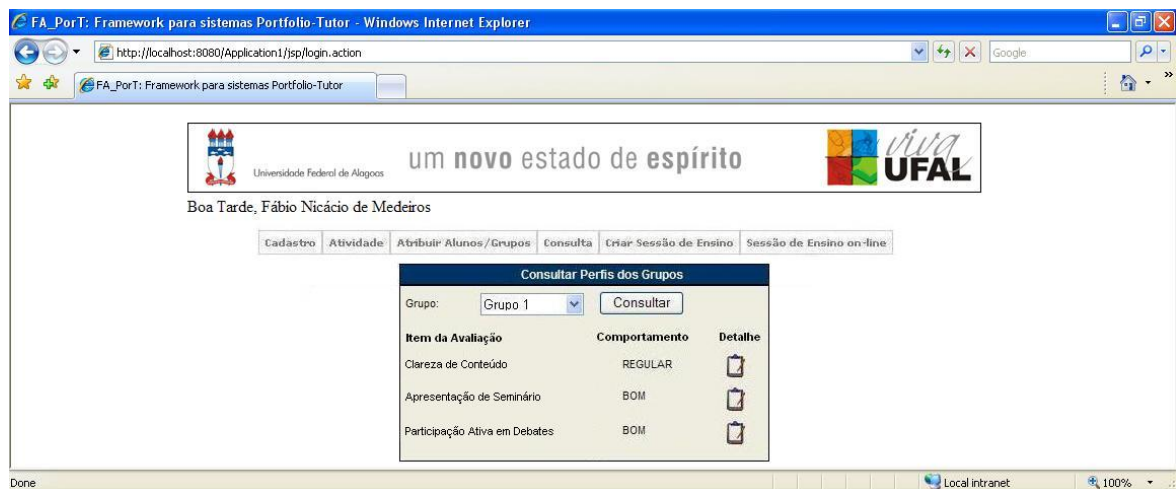 FA_PorT: Framework para sistemas Portfolio-Tutor - Windows Internet Explorer
http://localhost:8080/Application1/jsp/login.action
Google
FA_PorT: Framework para sistemas Portfolio-Tutor
Universidade Federal de Alagoas
um novo estado de espírito
viva
UFAL
Boa Tarde, Fábio Nicácio de Medeiros
Cadastro Atividade Atribuir Alunos/Grupos Consulta Criar Sessão de Ensino Sessão de Ensino on-line
Consultar Perfis dos Grupos
Grupo: Grupo 1 Consultar
Item da Avaliação Comportamento Detalhe
Clareza de Conteúdo REGULAR
Apresentação de Seminário BOM
Participação Ativa em Debates BOM
Done Local intranet 100%